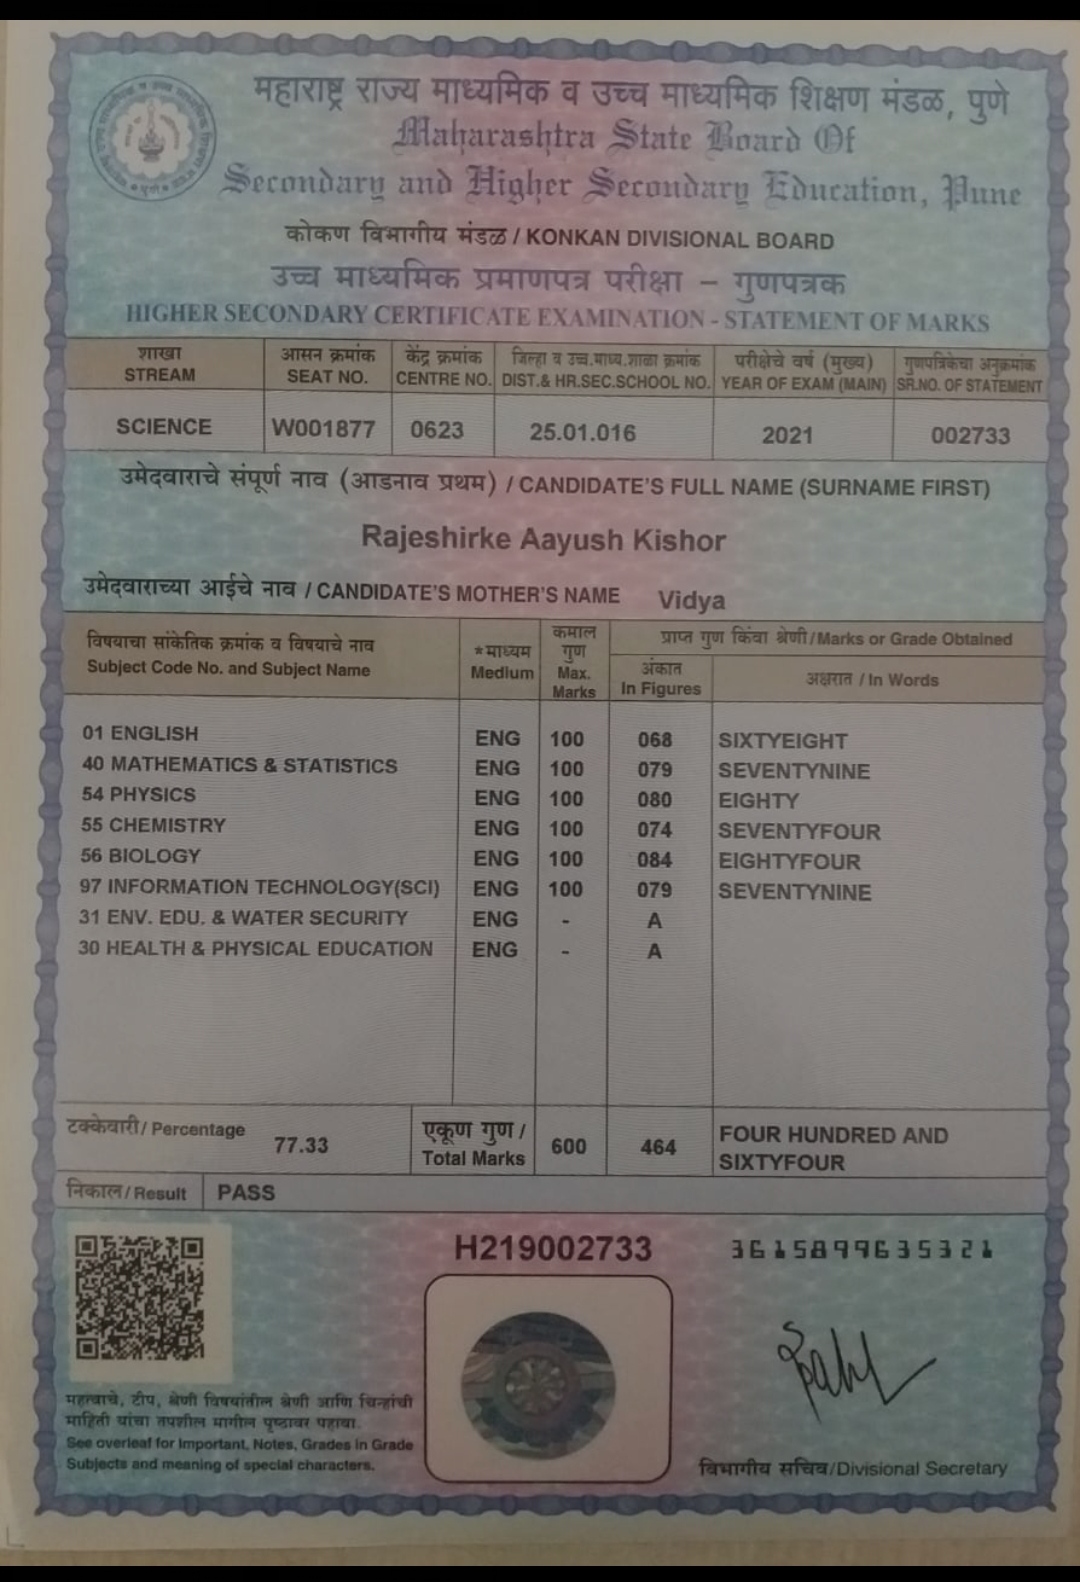 महाराष्ट्र राज्य माध्यमिक व उच्च माध्यमिक शिक्षण मंडळ, पुणे
Maharashtra State Board Of
Secondary and Higher Secondary Education, Pune
कोकण विभागीय मंडळ / KONKAN DIVISIONAL BOARD
उच्च माध्यमिक प्रमाणपत्र परीक्षा – गुणपत्रक
HIGHER SECONDARY CERTIFICATE EXAMINATION - STATEMENT OF MARKS
शाखा आसन क्रमांक केंद्र क्रमांक जिल्हा व उच्च.माध्य.शाळा क्रमांक परीक्षेचे वर्ष (मुख्य) गुणपत्रिकेचा अनुक्रमांक
STREAM SEAT NO. CENTRE NO. DIST.& HR.SEC.SCHOOL NO. YEAR OF EXAM (MAIN) SR.NO. OF STATEMENT
SCIENCE W001877 0623 25.01.016 2021 002733
उमेदवाराचे संपूर्ण नाव (आडनाव प्रथम) / CANDIDATE'S FULL NAME (SURNAME FIRST)
Rajeshirke Aayush Kishor
उमेदवाराच्या आईचे नाव / CANDIDATE'S MOTHER'S NAME Vidya
विषयाचा सांकेतिक क्रमांक व विषयाचे नाव
Subject Code No. and Subject Name
*माध्यम
Medium
कमाल
गुण
Max.
Marks
प्राप्त गुण किंवा श्रेणी/Marks or Grade Obtained
अंकात
In Figures
अक्षरात / In Words
01 ENGLISH ENG 100 068 SIXTYEIGHT
40 MATHEMATICS & STATISTICS ENG 100 079 SEVENTYNINE
54 PHYSICS ENG 100 080 EIGHTY
55 CHEMISTRY ENG 100 074 SEVENTYFOUR
56 BIOLOGY ENG 100 084 EIGHTYFOUR
97 INFORMATION TECHNOLOGY(SCI) ENG 100 079 SEVENTYNINE
31 ENV. EDU. & WATER SECURITY ENG - A
30 HEALTH & PHYSICAL EDUCATION ENG - A
टक्केवारी/ Percentage 77.33
एकूण गुण /
Total Marks 600 464 FOUR HUNDRED AND
SIXTYFOUR
निकाल/Result PASS
H219002733
3615899635321
महत्वाचे, टीप, श्रेणी विषयांतील श्रेणी आणि चिन्हांची
माहिती यांचा तपशील मागील पृष्ठावर पहावा.
See overleaf for Important, Notes, Grades in Grade
Subjects and meaning of special characters.
विभागीय सचिव/Divisional Secretary